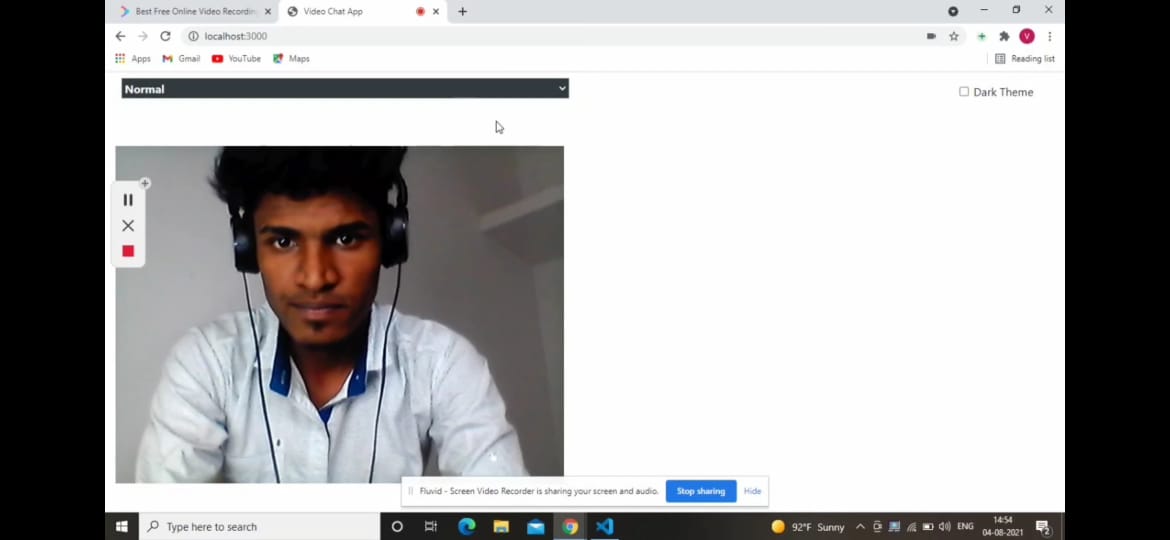 Best Free Online Video Recording
Video Chat App
localhost:3000
V
Apps
Gmail
YouTube
Maps
Reading list
Normal
Dark Theme
Fluvid - Screen Video Recorder is sharing your screen and audio.
Stop sharing
Hide
Type here to search
92°F Sunny
ENG
14:54
04-08-2021
2